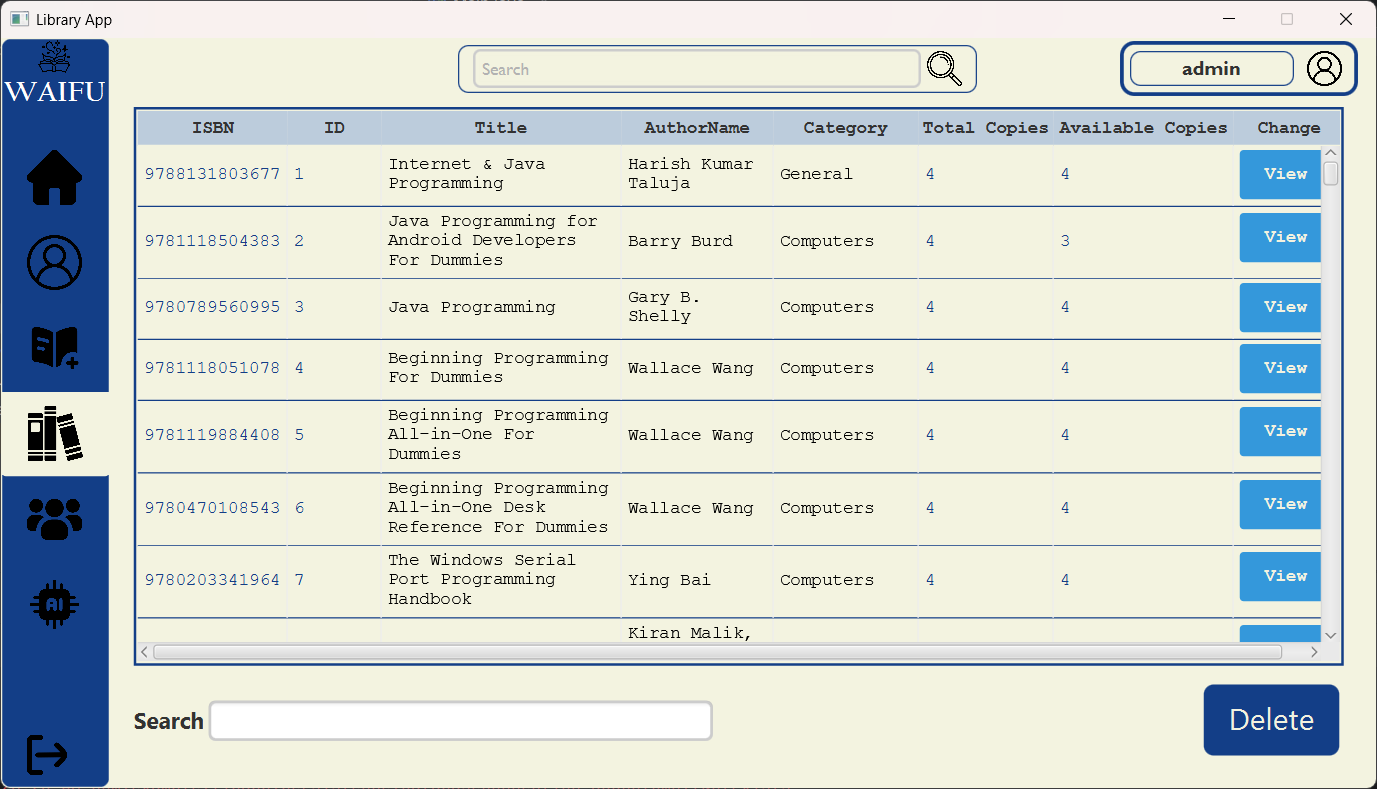 Library App
WAIFU
Search
admin
ISBN ID Title AuthorName Category Total Copies Available Copies Change
9788131803677 1 Internet & Java Programming Harish Kumar Taluja General 4 4 View
9781118504383 2 Java Programming for Android Developers For Dummies Barry Burd Computers 4 3 View
9780789560995 3 Java Programming Gary B. Shelly Computers 4 4 View
9781118051078 4 Beginning Programming For Dummies Wallace Wang Computers 4 4 View
9781119884408 5 Beginning Programming All-in-One For Dummies Wallace Wang Computers 4 4 View
9780470108543 6 Beginning Programming All-in-One Desk Reference For Dummies Wallace Wang Computers 4 4 View
9780203341964 7 The Windows Serial Port Programming Handbook Ying Bai Computers 4 4 View
Kiran Malik,
AI
Search
Delete